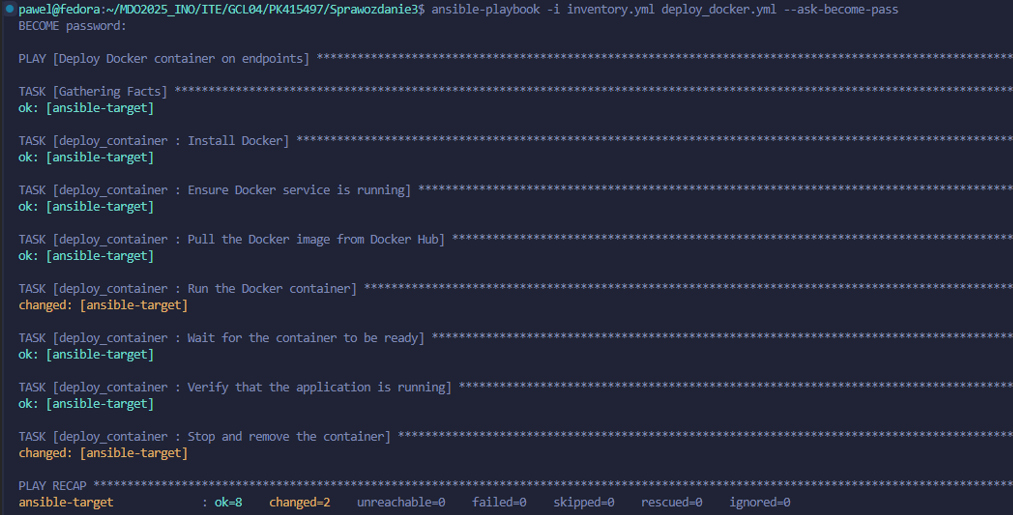 pawel@fedora:~/MDO2025_INO/ITE/GCL04/PK415497/Sprawozdanie3$ ansible-playbook -i inventory.yml deploy_docker.yml --ask-become-pass
BECOME password:
PLAY [Deploy Docker container on endpoints] *******************************************************************************************************
TASK [Gathering Facts] ****************************************************************************************************************************
ok: [ansible-target]
TASK [deploy_container : Install Docker] **********************************************************************************************************
ok: [ansible-target]
TASK [deploy_container : Ensure Docker service is running] ****************************************************************************************
ok: [ansible-target]
TASK [deploy_container : Pull the Docker image from Docker Hub] ***********************************************************************************
ok: [ansible-target]
TASK [deploy_container : Run the Docker container] ************************************************************************************************
changed: [ansible-target]
TASK [deploy_container : Wait for the container to be ready] **************************************************************************************
ok: [ansible-target]
TASK [deploy_container : Verify that the application is running] **********************************************************************************
ok: [ansible-target]
TASK [deploy_container : Stop and remove the container] *******************************************************************************************
changed: [ansible-target]
PLAY RECAP ****************************************************************************************************************************************
ansible-target : ok=8 changed=2 unreachable=0 failed=0 skipped=0 rescued=0 ignored=0